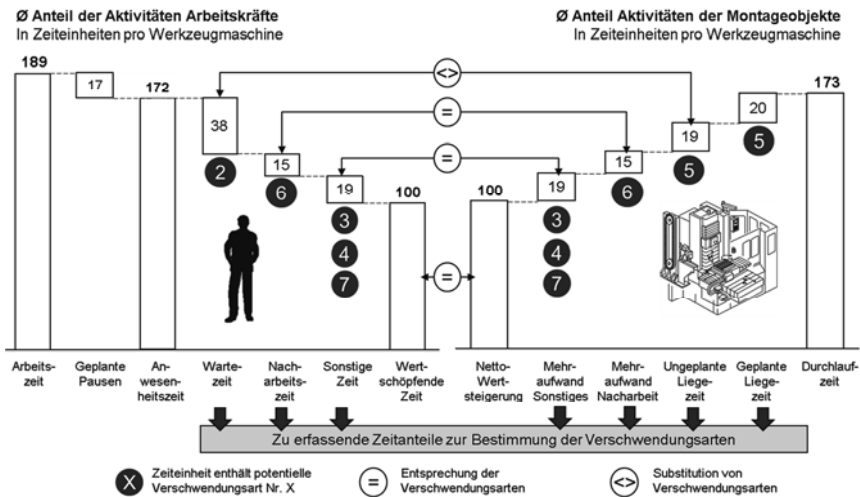 Ø Anteil der Aktivitäten Arbeitskräfte
In Zeiteinheiten pro Werkzeugmaschine
Ø Anteil Aktivitäten der Montageobjekte
In Zeiteinheiten pro Werkzeugmaschine
189
17
172
38
2
15
6
19
3
4
7
100
<>
=
=
=
100
19
3
4
7
15
6
19
5
20
5
173
Arbeits-
zeit
Geplante
Pausen
An-
wesen-
heitszeit
Warte-
zeit
Nach-
arbeits-
zeit
Sonstige
Zeit
Wert-
schöpfende
Zeit
Netto-
Wert-
steigerung
Mehr-
aufwand
Sonstiges
Mehr-
aufwand
Nacharbeit
Ungeplante
Liege-
zeit
Geplante
Liege-
zeit
Durchlauf-
zeit
Zu erfassende Zeitanteile zur Bestimmung der Verschwendungsarten
X
Zeiteinheit enthält potentielle
Verschwendungsart Nr. X
=
Entsprechung der
Verschwendungsarten
<>
Substitution von
Verschwendungsarten